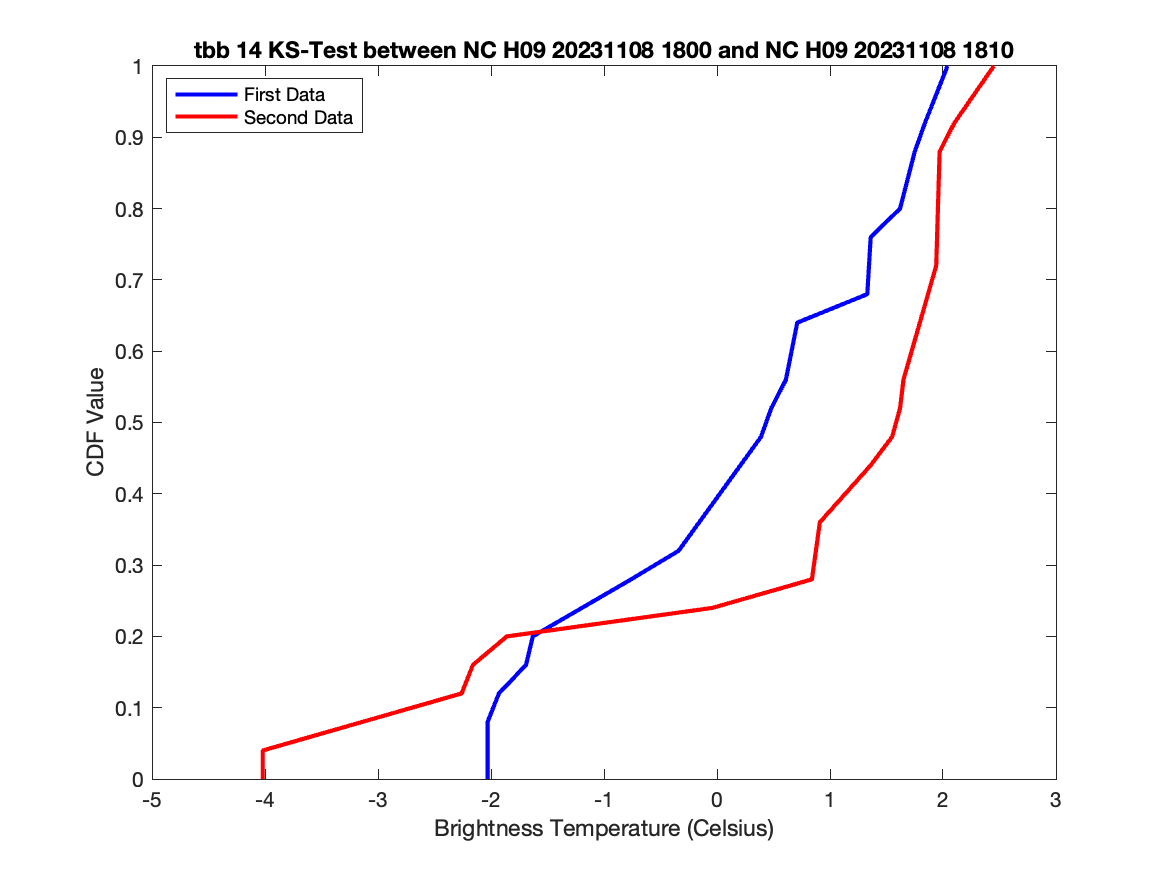 tbb 14 KS-Test between NC H09 20231108 1800 and NC H09 20231108 1810
First Data
Second Data
1
0.9
0.8
0.7
0.6
0.5
0.4
0.3
0.2
0.1
0
CDF Value
-5 -4 -3 -2 -1 0 1 2 3
Brightness Temperature (Celsius)